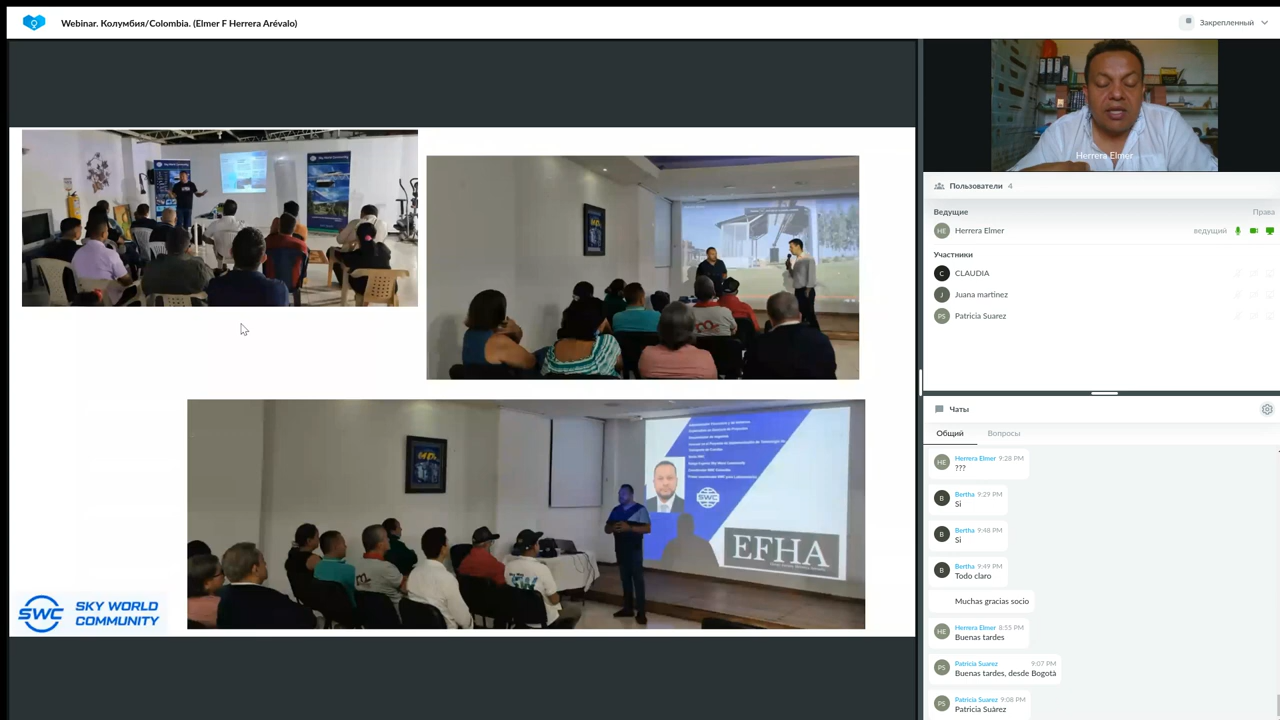 Webinar. Колумбия/Colombia. (Elmer F Herrera Arévalo)
Закрепленный
Herrera Elmer
Пользователи 4
Ведущие
Права
HE
Herrera Elmer
ведущий
Участники
C
CLAUDIA
J
Juana martinez
PS
Patricia Suarez
Чаты
Общий
Вопросы
HE
Herrera Elmer 9:28 PM
???
B
Bertha 9:29 PM
Si
B
Bertha 9:48 PM
Si
B
Bertha 9:49 PM
Todo claro
Muchas gracias socio
HE
Herrera Elmer 8:55 PM
Buenas tardes
PS
Patricia Suarez 9:07 PM
Buenas tardes, desde Bogotà
PS
Patricia Suarez 9:08 PM
Patricia Suàrez
SWC
EFHA
SWC
SKY WORLD
COMMUNITY